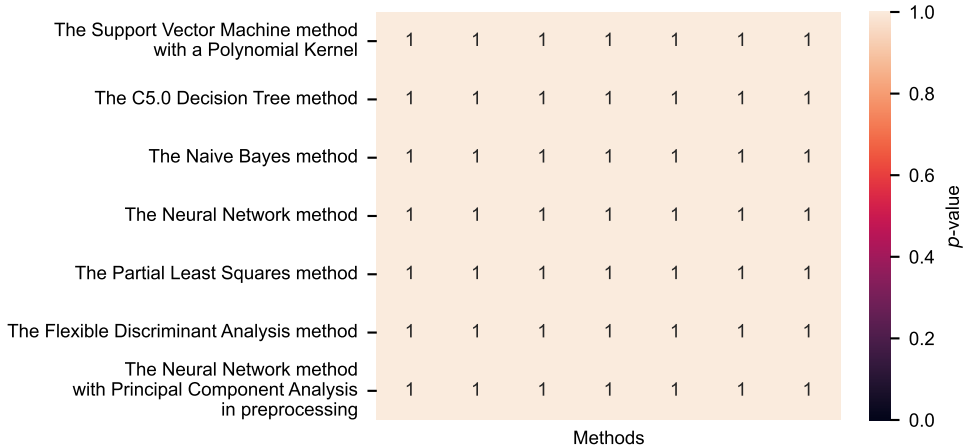 The Support Vector Machine method
with a Polynomial Kernel
1 1 1 1 1 1 1
The C5.0 Decision Tree method
1 1 1 1 1 1 1
The Naive Bayes method
1 1 1 1 1 1 1
The Neural Network method
1 1 1 1 1 1 1
The Partial Least Squares method
1 1 1 1 1 1 1
The Flexible Discriminant Analysis method
1 1 1 1 1 1 1
The Neural Network method
with Principal Component Analysis
in preprocessing
1 1 1 1 1 1 1
Methods
1.0
0.8
0.6
0.4
0.2
0.0
p-value